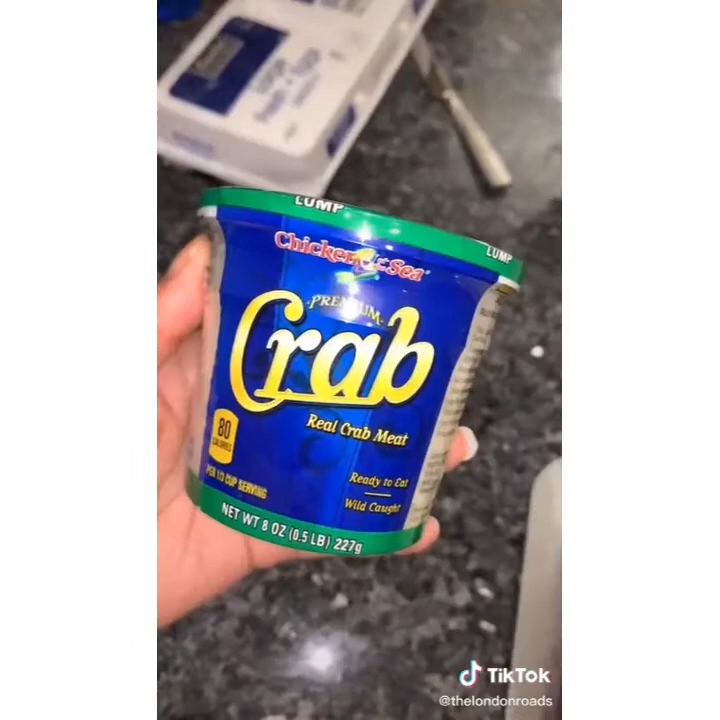 LUMP
LUMP
Chicken of the Sea
PREMIUM
Crab
Real Crab Meat
80
CALORIES
PER 1/3 CUP SERVING
Ready to Eat
Wild Caught
NET WT 8 OZ (0.5 LB) 227g
TikTok
@thelondonroads